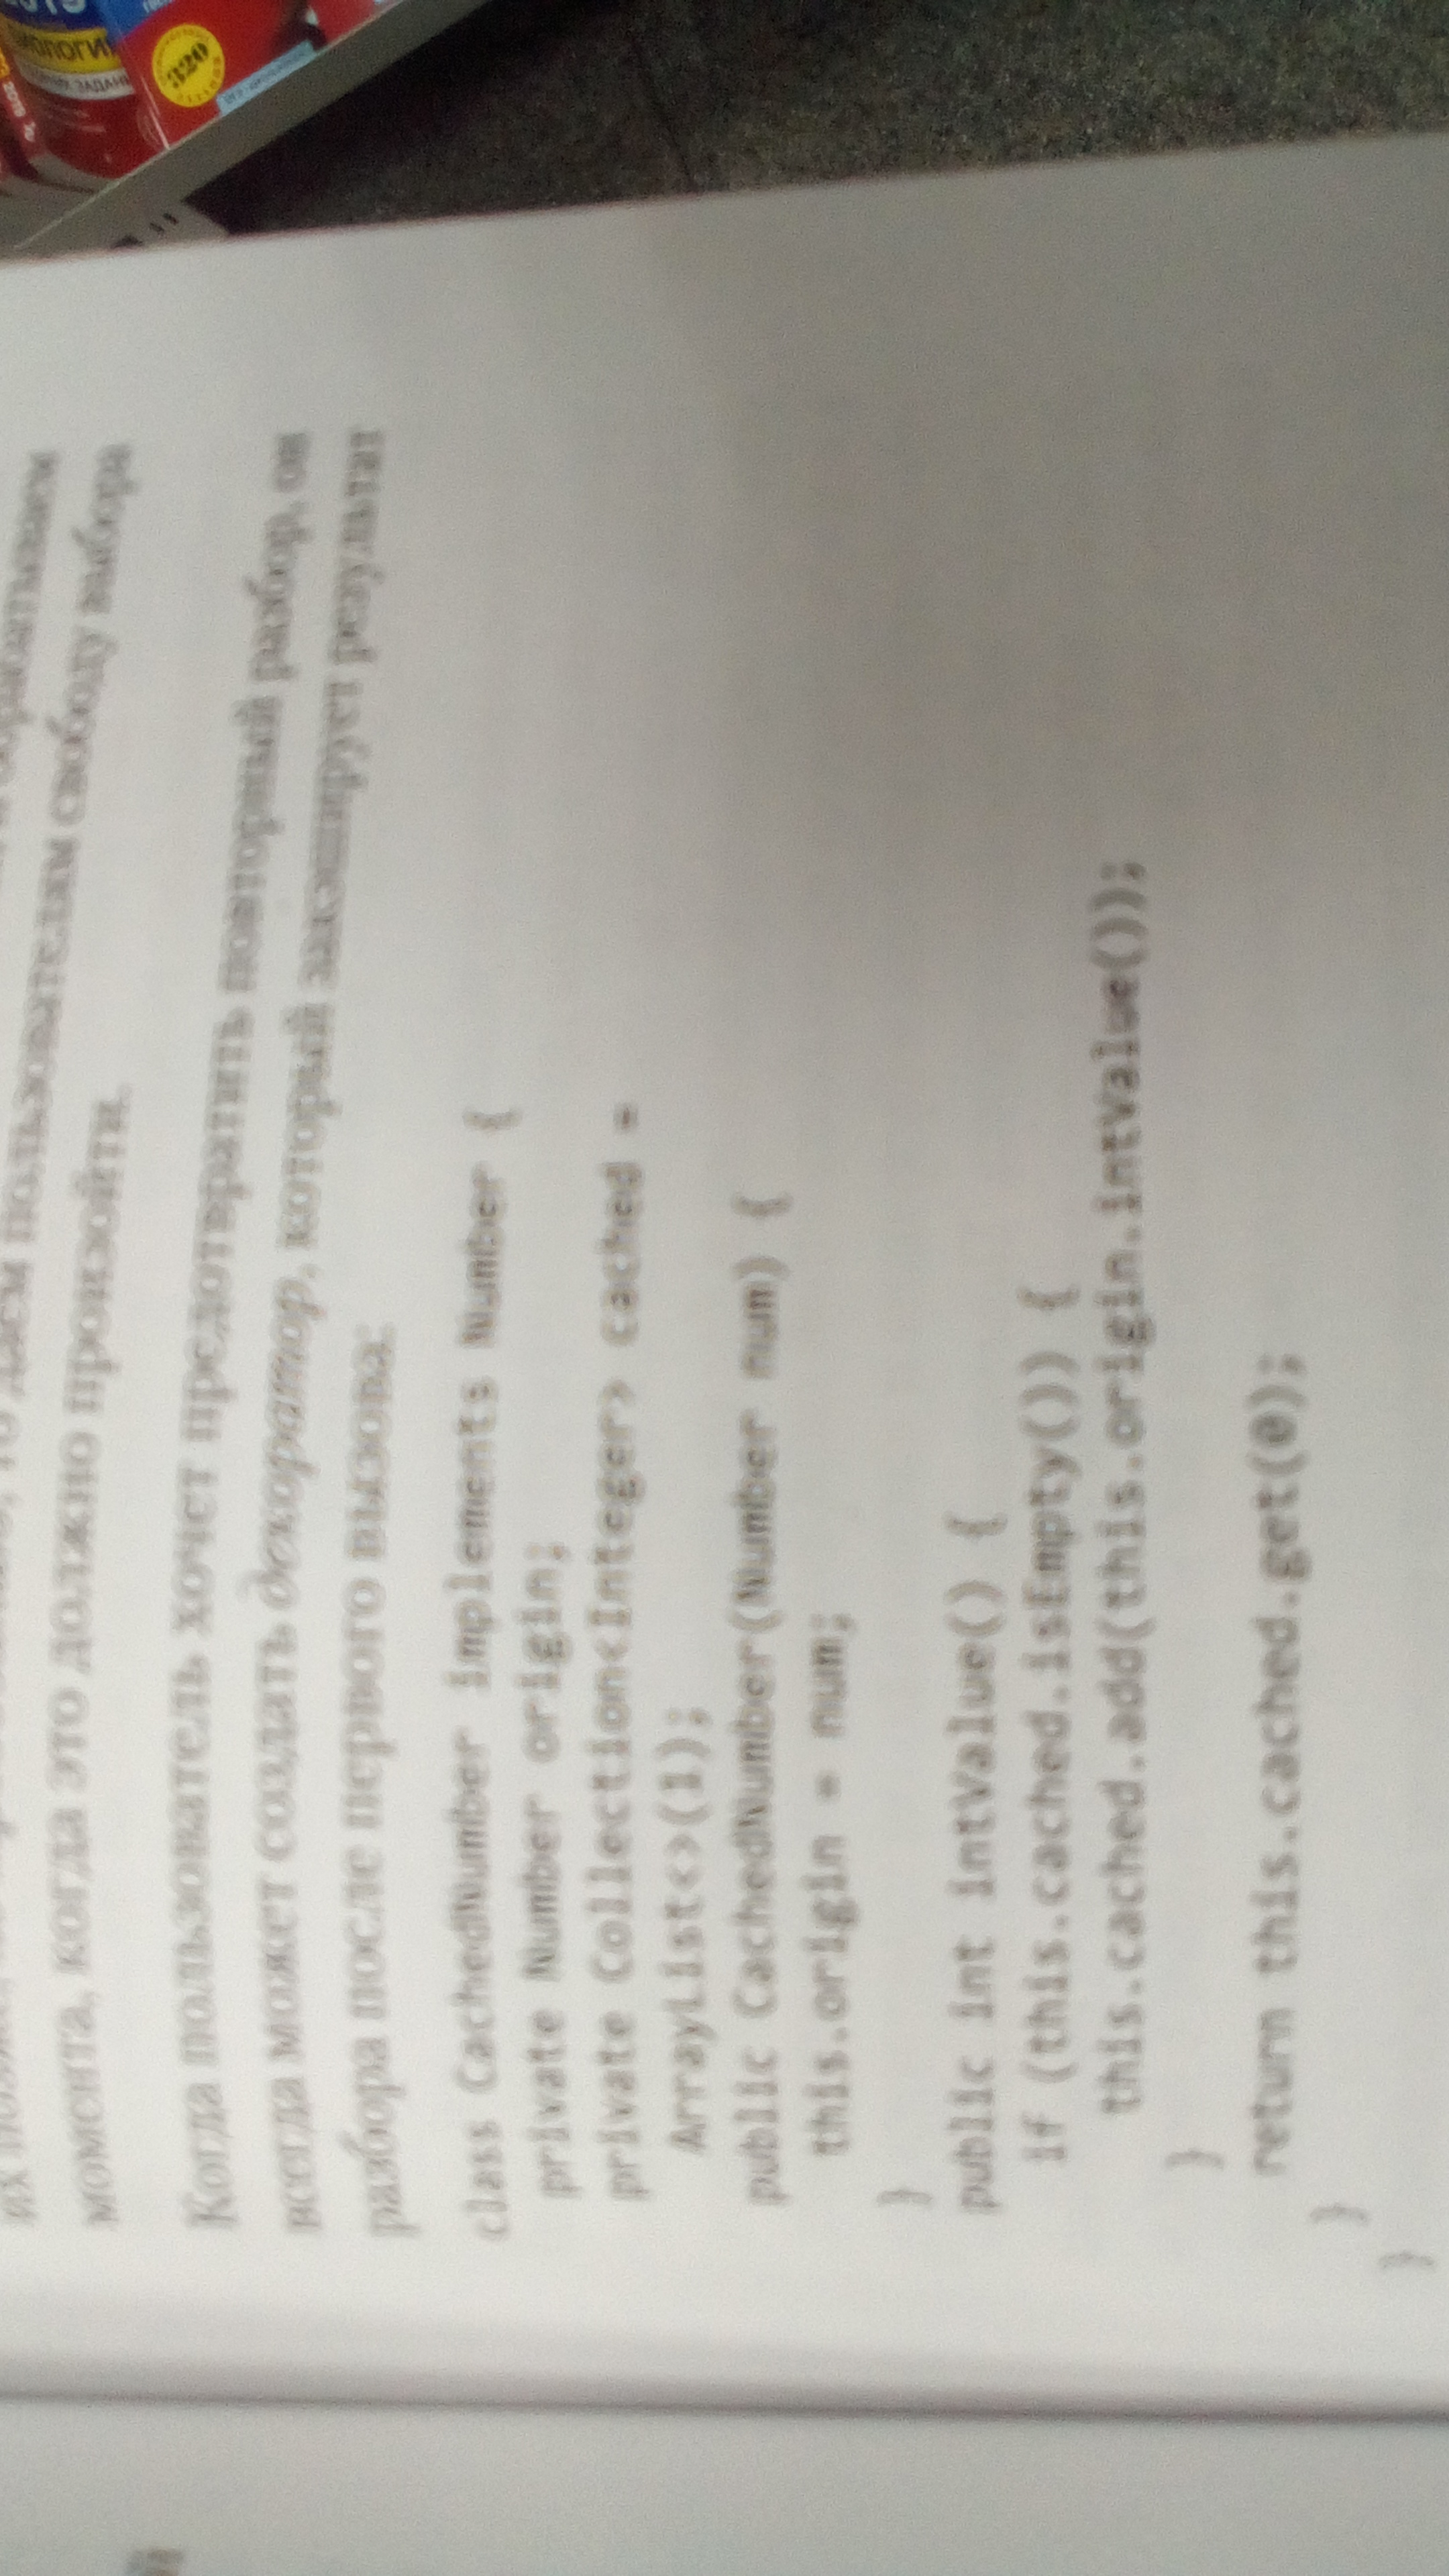 их то даем пользователям свободу выбора
момента, когда это должно произойти.
Когда пользователь хочет предотвратить повторный разбор, он
всегда может создать декоратор, который закэширует результат
разбора после первого вызова:
class CachedNumber implements Number {
private Number origin;
private Collection<Integer> cached =
ArrayList<>(1);
public CachedNumber(Number num) {
this.origin = num;
}
public int intValue() {
if (this.cached.isEmpty()) {
this.cached.add(this.origin.intValue());
}
return this.cached.get(0);
}
}
2019
320